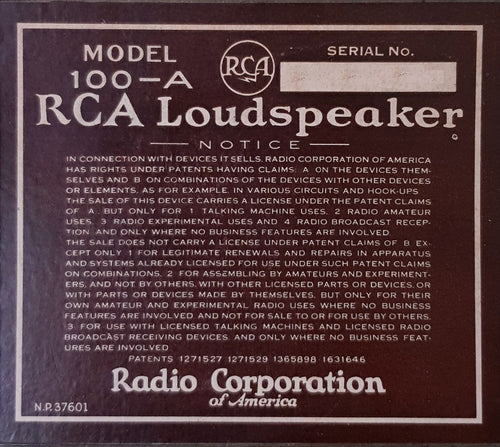 MODEL
100-A
RCA
SERIAL No.
RCA Loudspeaker
NOTICE
IN CONNECTION WITH DEVICES IT SELLS, RADIO CORPORATION OF AMERICA
HAS RIGHTS UNDER PATENTS HAVING CLAIMS: A ON THE DEVICES THEM-
SELVES AND B ON COMBINATIONS OF THE DEVICES WITH OTHER DEVICES
OR ELEMENTS, AS FOR EXAMPLE, IN VARIOUS CIRCUITS AND HOOK-UPS
THE SALE OF THIS DEVICE CARRIES A LICENSE UNDER THE PATENT CLAIMS
OF A, BUT ONLY FOR 1 TALKING MACHINE USES, 2 RADIO AMATEUR
USES, 3 RADIO EXPERIMENTAL USES AND 4 RADIO BROADCAST RECEP-
TION AND ONLY WHERE NO BUSINESS FEATURES ARE INVOLVED
THE SALE DOES NOT CARRY A LICENSE UNDER PATENT CLAIMS OF B EX-
CEPT ONLY 1 FOR LEGITIMATE RENEWALS AND REPAIRS IN APPARATUS
AND SYSTEMS ALREADY LICENSED FOR USE UNDER SUCH PATENT CLAIMS
ON COMBINATIONS, 2 FOR ASSEMBLING BY AMATEURS AND EXPERIMENT-
ERS, AND NOT BY OTHERS, WITH OTHER LICENSED PARTS OR DEVICES, OR
WITH PARTS OR DEVICES MADE BY THEMSELVES, BUT ONLY FOR THEIR
OWN AMATEUR AND EXPERIMENTAL RADIO USES WHERE NO BUSINESS
FEATURES ARE INVOLVED AND NOT FOR SALE TO OR FOR USE BY OTHERS,
3 FOR USE WITH LICENSED TALKING MACHINES AND LICENSED RADIO
BROADCAST RECEIVING DEVICES, AND ONLY WHERE NO BUSINESS FEAT-
URES ARE INVOLVED
PATENTS 1271527 1271529 1365898 1631646
Radio Corporation
of America
N.P.37601